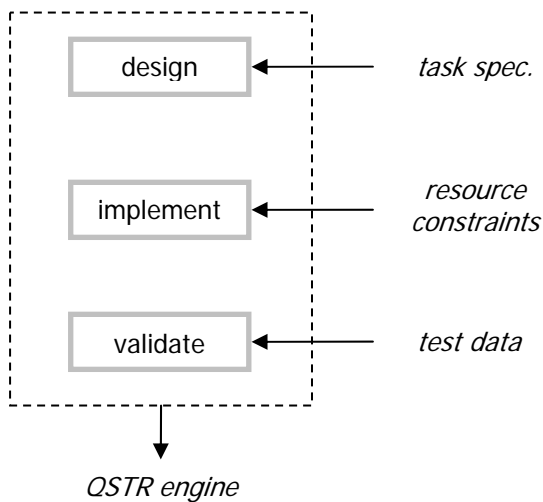 design
task spec.
implement
resource
constraints
validate
test data
QSTR engine